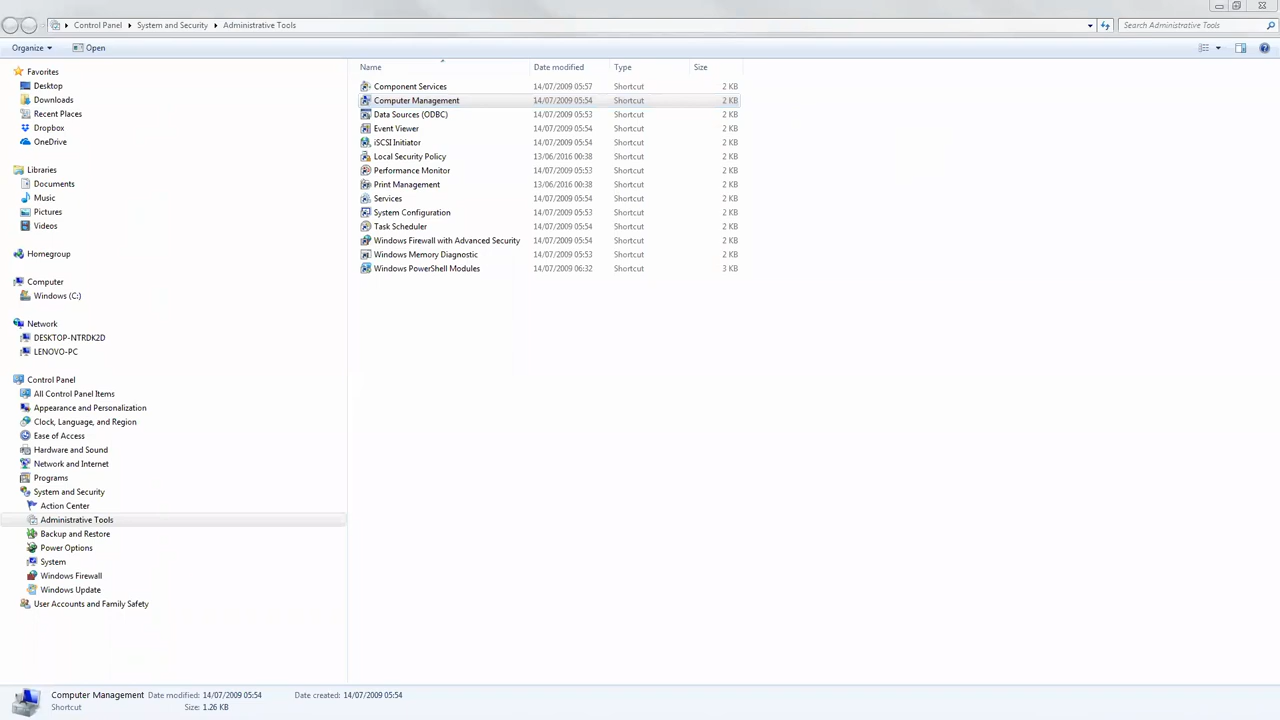 Control Panel System and Security Administrative Tools Search Administrative Tools
Organize Open
Name Date modified Type Size
Favorites
Desktop
Downloads
Recent Places
Dropbox
OneDrive
Libraries
Documents
Music
Pictures
Videos
Homegroup
Computer
Windows (C:)
Network
DESKTOP-NTRDK2D
LENOVO-PC
Control Panel
All Control Panel Items
Appearance and Personalization
Clock, Language, and Region
Ease of Access
Hardware and Sound
Network and Internet
Programs
System and Security
Action Center
Administrative Tools
Backup and Restore
Power Options
System
Windows Firewall
Windows Update
User Accounts and Family Safety
Component Services 14/07/2009 05:57 Shortcut 2 KB
Computer Management 14/07/2009 05:54 Shortcut 2 KB
Data Sources (ODBC) 14/07/2009 05:53 Shortcut 2 KB
Event Viewer 14/07/2009 05:54 Shortcut 2 KB
iSCSI Initiator 14/07/2009 05:54 Shortcut 2 KB
Local Security Policy 13/06/2016 00:38 Shortcut 2 KB
Performance Monitor 14/07/2009 05:53 Shortcut 2 KB
Print Management 13/06/2016 00:38 Shortcut 2 KB
Services 14/07/2009 05:54 Shortcut 2 KB
System Configuration 14/07/2009 05:53 Shortcut 2 KB
Task Scheduler 14/07/2009 05:54 Shortcut 2 KB
Windows Firewall with Advanced Security 14/07/2009 05:54 Shortcut 2 KB
Windows Memory Diagnostic 14/07/2009 05:53 Shortcut 2 KB
Windows PowerShell Modules 14/07/2009 06:32 Shortcut 3 KB
Computer Management Date modified: 14/07/2009 05:54 Date created: 14/07/2009 05:54
Shortcut Size: 1.26 KB